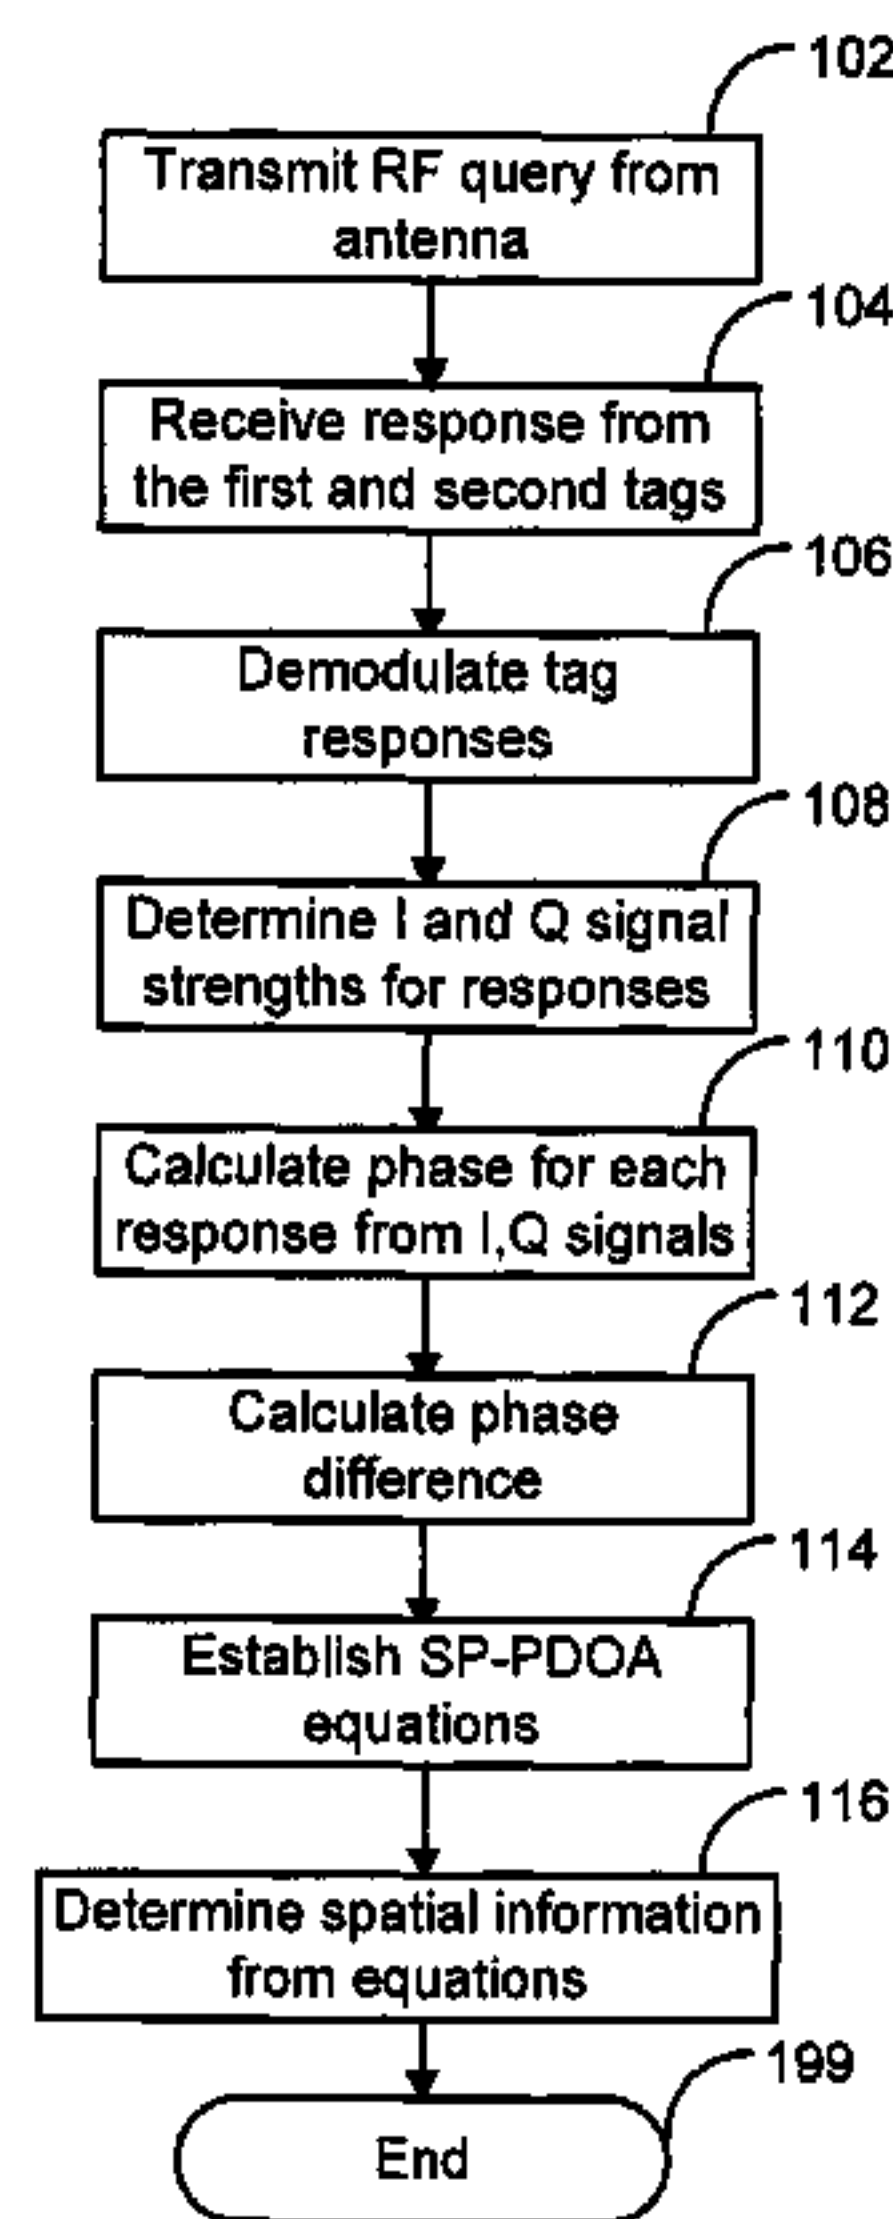 102
Transmit RF query from
antenna
104
Receive response from
the first and second tags
106
Demodulate tag
responses
108
Determine I and Q signal
strengths for responses
110
Calculate phase for each
response from I,Q signals
112
Calculate phase
difference
114
Establish SP-PDOA
equations
116
Determine spatial information
from equations
199
End